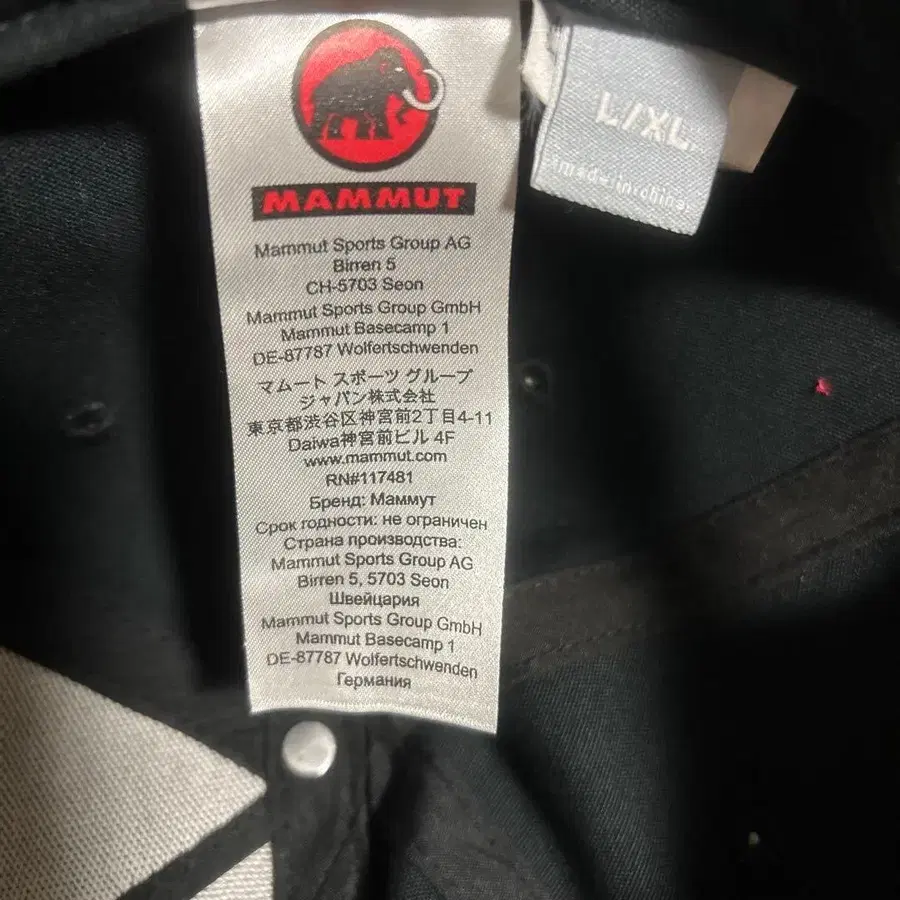 MAMMUT
Mammut Sports Group AG
Birren 5
CH-5703 Seon
Mammut Sports Group GmbH
Mammut Basecamp 1
DE-87787 Wolfertschwenden
マムート スポーツ グループ
ジャパン株式会社
東京都渋谷区神宮前2丁目4-11
Daiwa神宮前ビル 4F
www.mammut.com
RN#117481
Бренд: Маммут
Срок годности: не ограничен
Страна производства:
Mammut Sports Group AG
Birren 5, 5703 Seon
Швейцария
Mammut Sports Group GmbH
Mammut Basecamp 1
DE-87787 Wolfertschwenden
Германия
L/XL
made in china